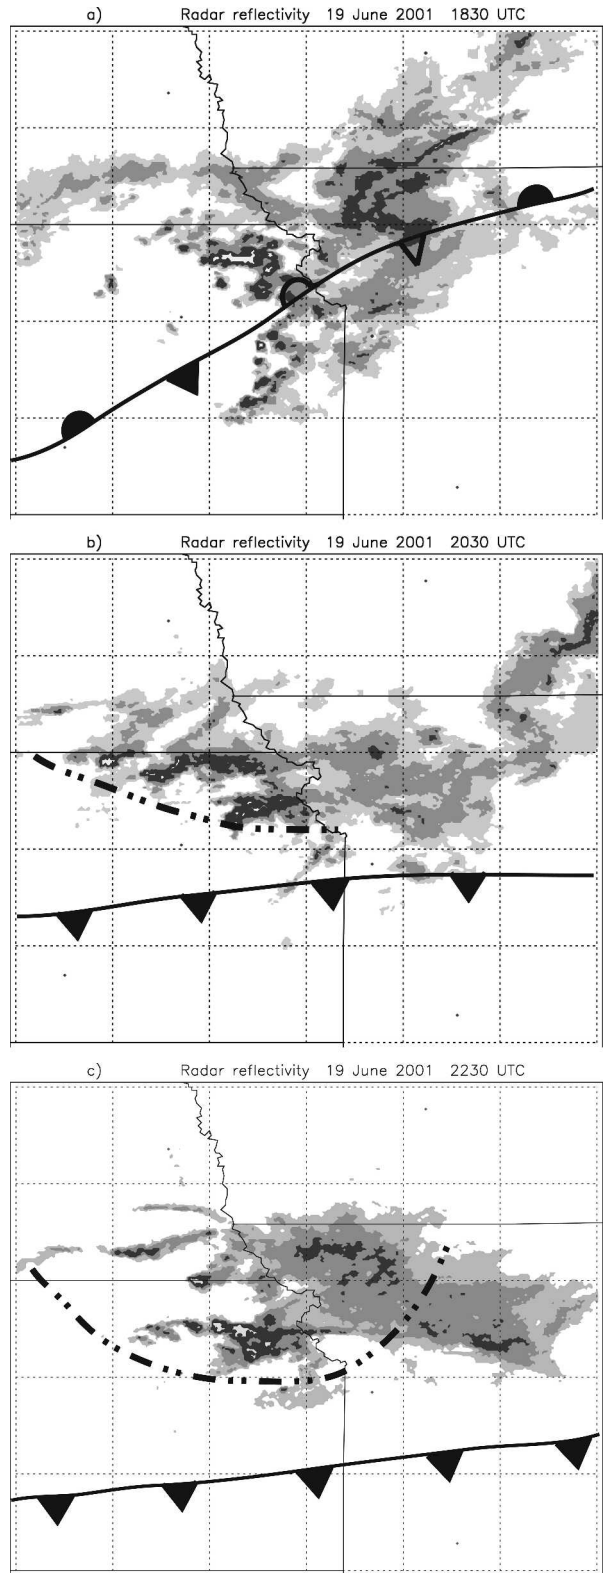 a) Radar reflectivity 19 June 2001 1830 UTC
b) Radar reflectivity 19 June 2001 2030 UTC
c) Radar reflectivity 19 June 2001 2230 UTC